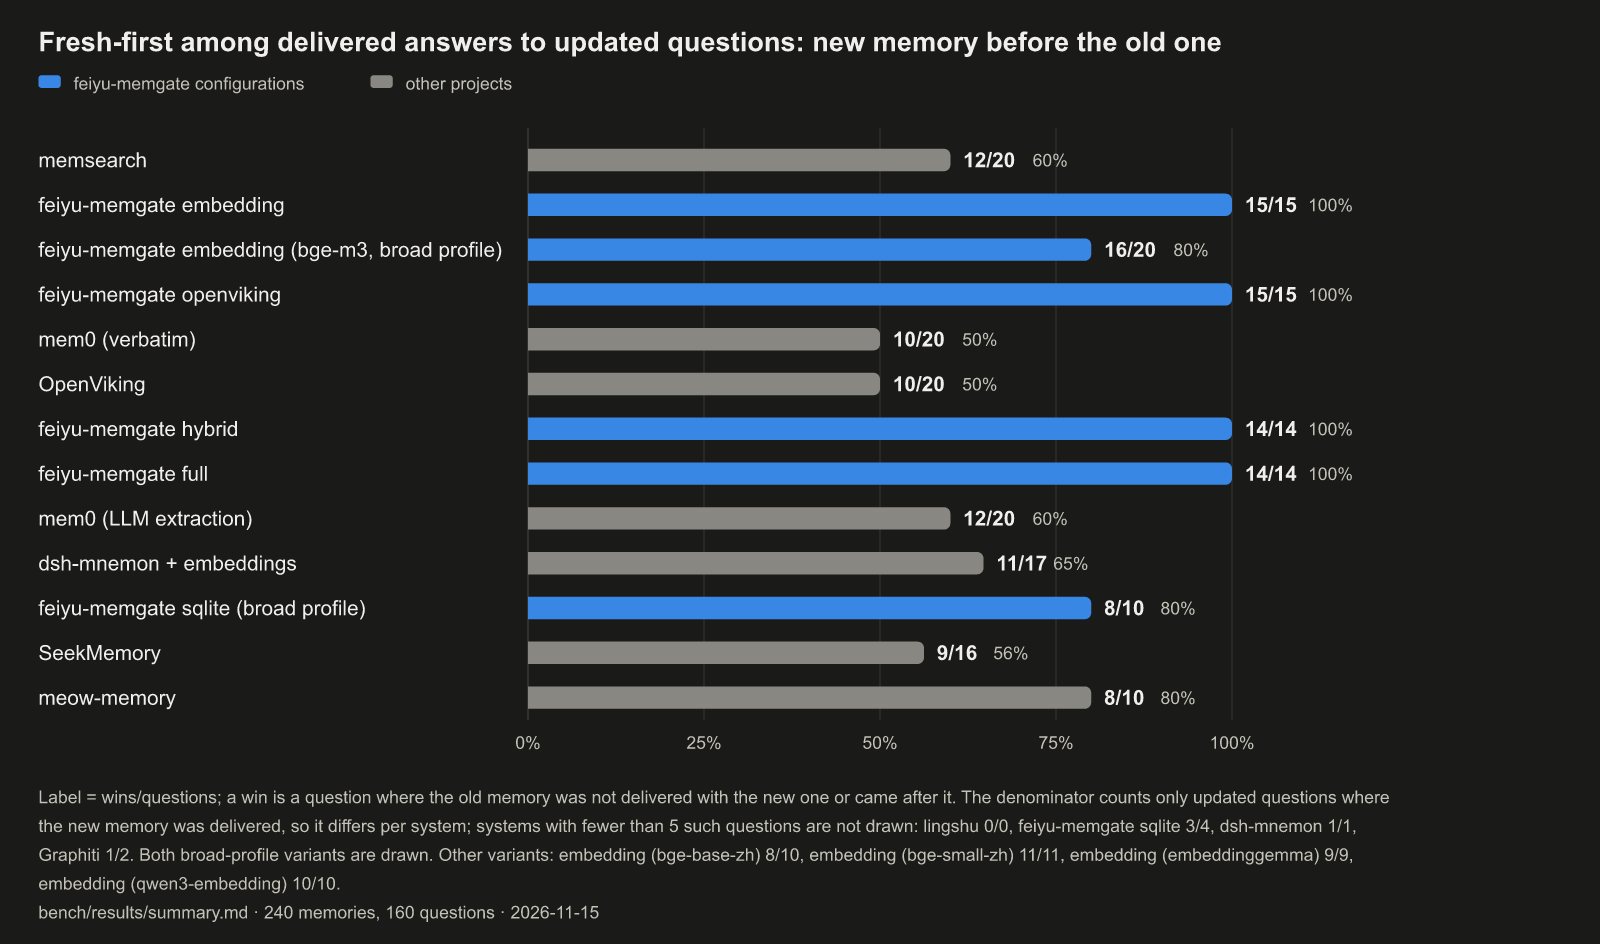 Fresh-first among delivered answers to updated questions: new memory before the old one
feiyu-memgate configurations other projects
memsearch 12/20 60%
feiyu-memgate embedding 15/15 100%
feiyu-memgate embedding (bge-m3, broad profile) 16/20 80%
feiyu-memgate openviking 15/15 100%
mem0 (verbatim) 10/20 50%
OpenViking 10/20 50%
feiyu-memgate hybrid 14/14 100%
feiyu-memgate full 14/14 100%
mem0 (LLM extraction) 12/20 60%
dsh-mnemon + embeddings 11/17 65%
feiyu-memgate sqlite (broad profile) 8/10 80%
SeekMemory 9/16 56%
meow-memory 8/10 80%
0% 25% 50% 75% 100%
Label = wins/questions; a win is a question where the old memory was not delivered with the new one or came after it. The denominator counts only updated questions where
the new memory was delivered, so it differs per system; systems with fewer than 5 such questions are not drawn: lingshu 0/0, feiyu-memgate sqlite 3/4, dsh-mnemon 1/1,
Graphiti 1/2. Both broad-profile variants are drawn. Other variants: embedding (bge-base-zh) 8/10, embedding (bge-small-zh) 11/11, embedding (embeddinggemma) 9/9,
embedding (qwen3-embedding) 10/10.
bench/results/summary.md · 240 memories, 160 questions · 2026-11-15